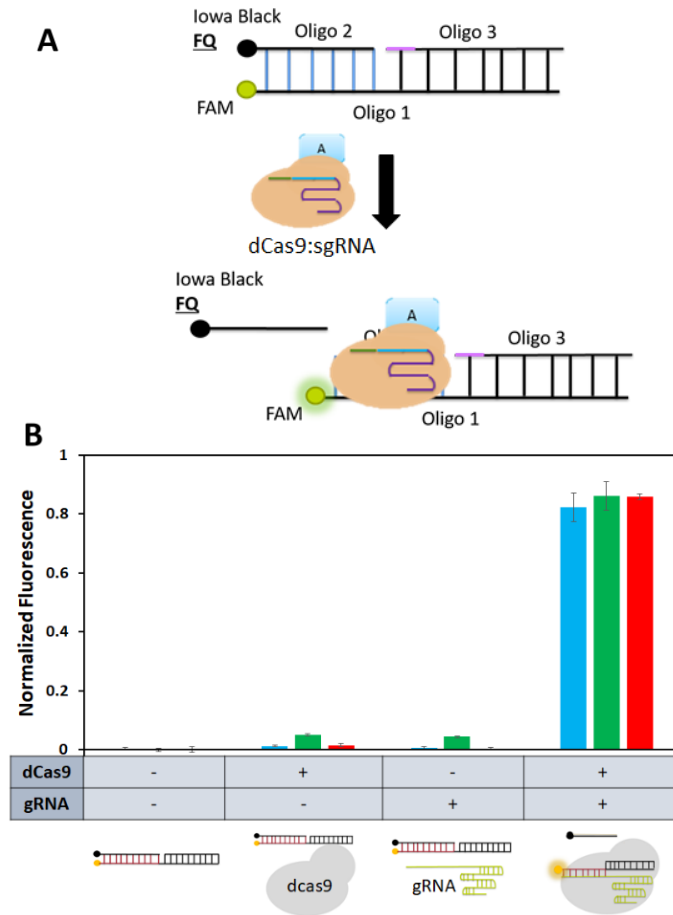 A
Iowa Black
FQ
Oligo 2
Oligo 3
FAM
Oligo 1
A
dCas9:sgRNA
Iowa Black
FQ
A
Ol
Oligo 3
FAM
Oligo 1
B
Normalized Fluorescence
1
0.8
0.6
0.4
0.2
0
dCas9 - + - +
gRNA - - + +
dcas9
gRNA